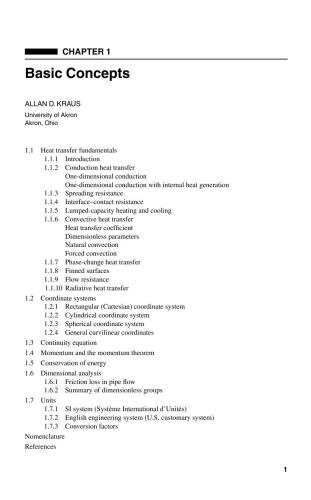 CHAPTER 1
Basic Concepts
ALLAN D. KRAUS
University of Akron
Akron, Ohio
1.1 Heat transfer fundamentals
1.1.1 Introduction
1.1.2 Conduction heat transfer
One-dimensional conduction
One-dimensional conduction with internal heat generation
1.1.3 Spreading resistance
1.1.4 Interface–contact resistance
1.1.5 Lumped-capacity heating and cooling
1.1.6 Convective heat transfer
Heat transfer coefficient
Dimensionless parameters
Natural convection
Forced convection
1.1.7 Phase-change heat transfer
1.1.8 Finned surfaces
1.1.9 Flow resistance
1.1.10 Radiative heat transfer
1.2 Coordinate systems
1.2.1 Rectangular (Cartesian) coordinate system
1.2.2 Cylindrical coordinate system
1.2.3 Spherical coordinate system
1.2.4 General curvilinear coordinates
1.3 Continuity equation
1.4 Momentum and the momentum theorem
1.5 Conservation of energy
1.6 Dimensional analysis
1.6.1 Friction loss in pipe flow
1.6.2 Summary of dimensionless groups
1.7 Units
1.7.1 SI system (Système International d'Unités)
1.7.2 English engineering system (U.S. customary system)
1.7.3 Conversion factors
Nomenclature
References
1